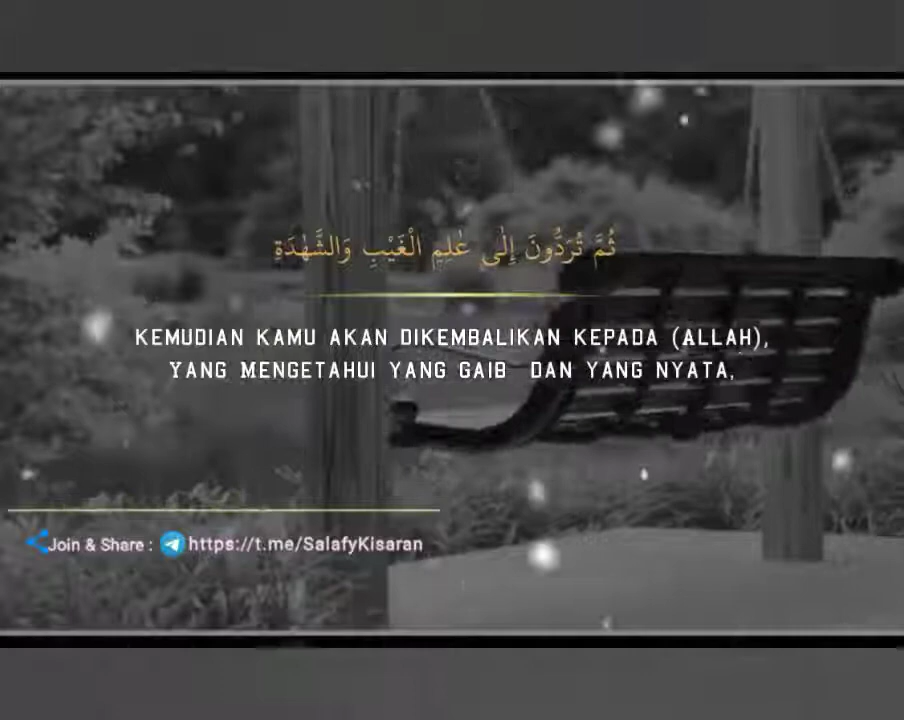 ثُمَّ تُرَدُّونَ إِلٰى عٰلِمِ الْغَيْبِ وَالشَّهٰدَةِ
KEMUDIAN KAMU AKAN DIKEMBALIKAN KEPADA (ALLAH),
YANG MENGETAHUI YANG GAIB DAN YANG NYATA,
Join & Share : https://t.me/SalafyKisaran